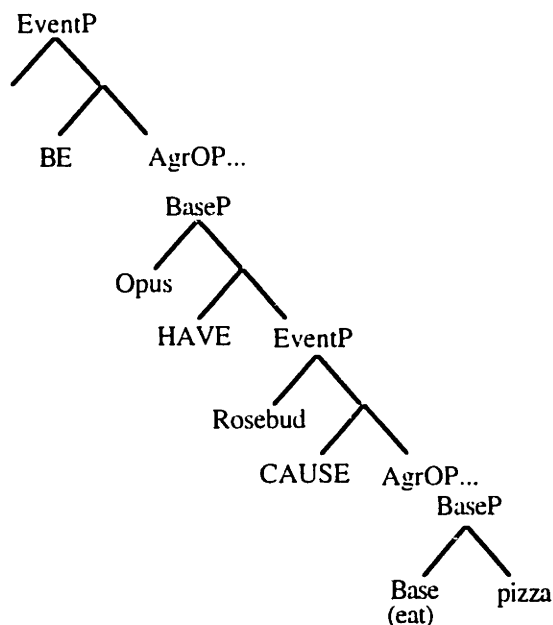 EventP
BE AgrOP...
BaseP
Opus
HAVE EventP
Rosebud
CAUSE AgrOP...
BaseP
Base pizza
(eat)